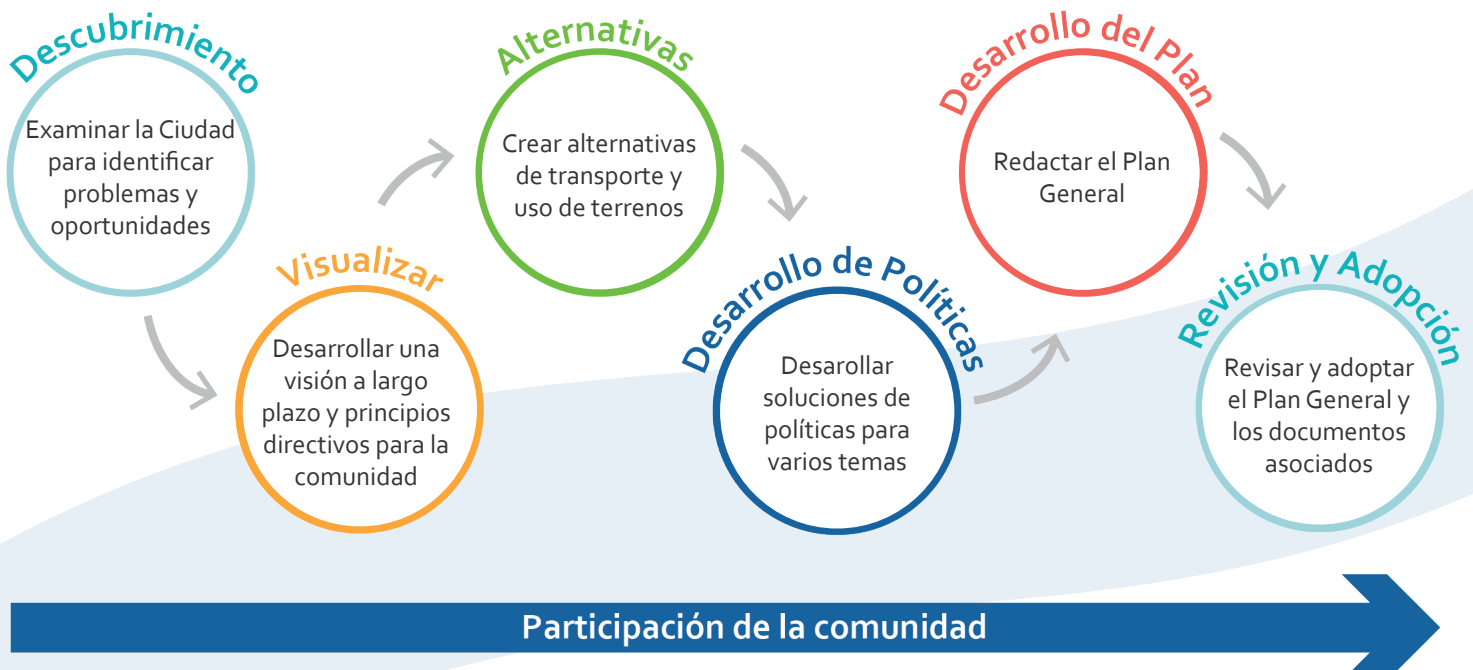 Descubrimiento
Examinar la Ciudad
para identificar
problemas y
oportunidades
Visualizar
Desarrollar una
visión a largo
plazo y principios
directivos para la
comunidad
Alternativas
Crear alternativas
de transporte y
uso de terrenos
Desarrollo de Políticas
Desarollar
soluciones de
políticas para
varios temas
Desarrollo del Plan
Redactar el Plan
General
Revisión y Adopción
Revisar y adoptar
el Plan General y
los documentos
asociados
Participación de la comunidad